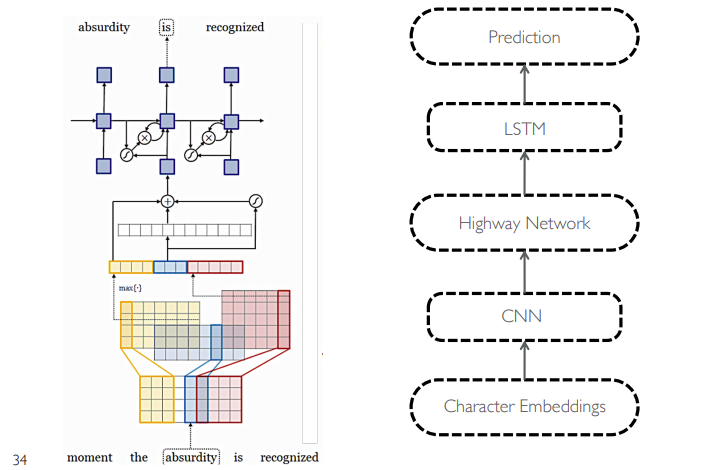 absurdity is recognized
max{·}
moment the absurdity is recognized
34
Prediction
LSTM
Highway Network
CNN
Character Embeddings